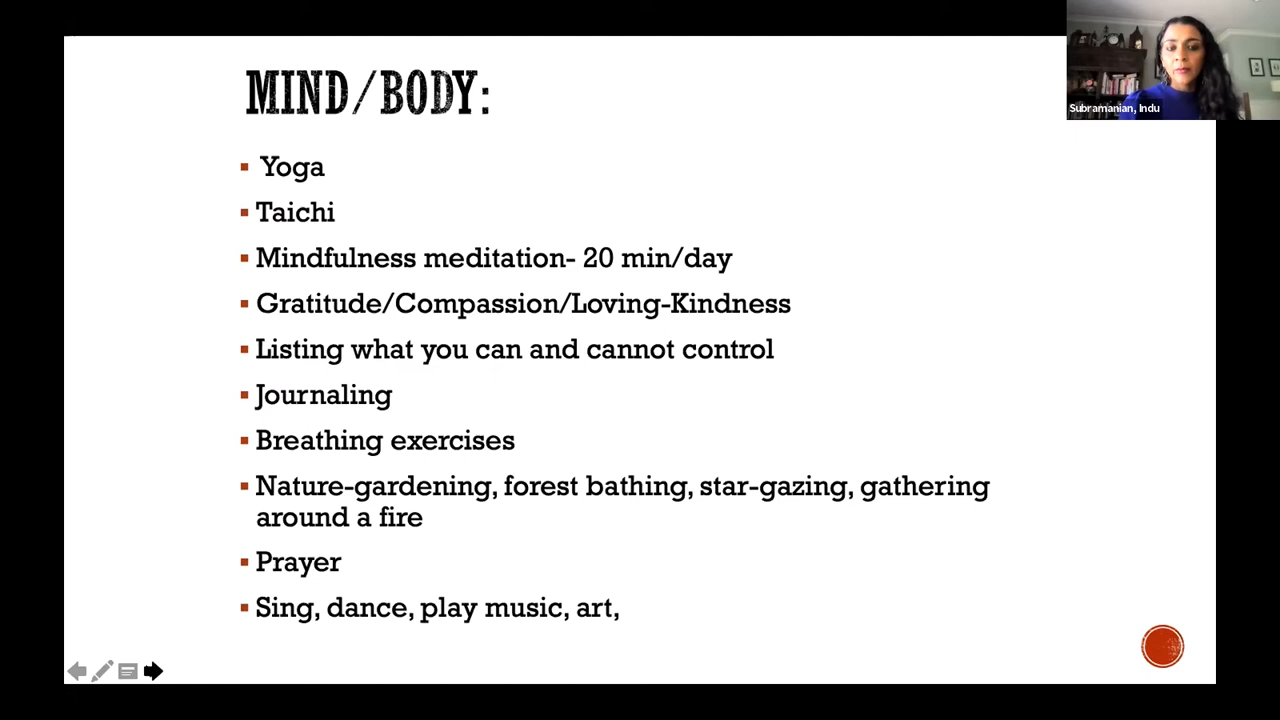 MIND/BODY:
Subramanian, Indu
Yoga
Taichi
Mindfulness meditation- 20 min/day
Gratitude/Compassion/Loving-Kindness
Listing what you can and cannot control
Journaling
Breathing exercises
Nature-gardening, forest bathing, star-gazing, gathering
around a fire
Prayer
Sing, dance, play music, art,